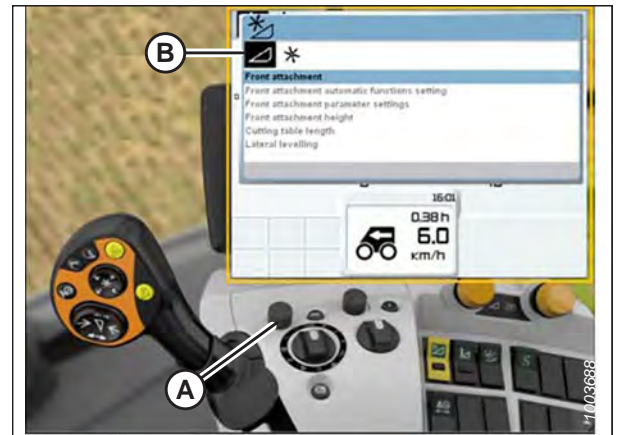 B
Front attachment
Front attachment automatic functions setting
Front attachment parameter settings
Front attachment height
Cutting table length
Lateral levelling
16:01
0.38 h
6.0
км/h
A
1003688